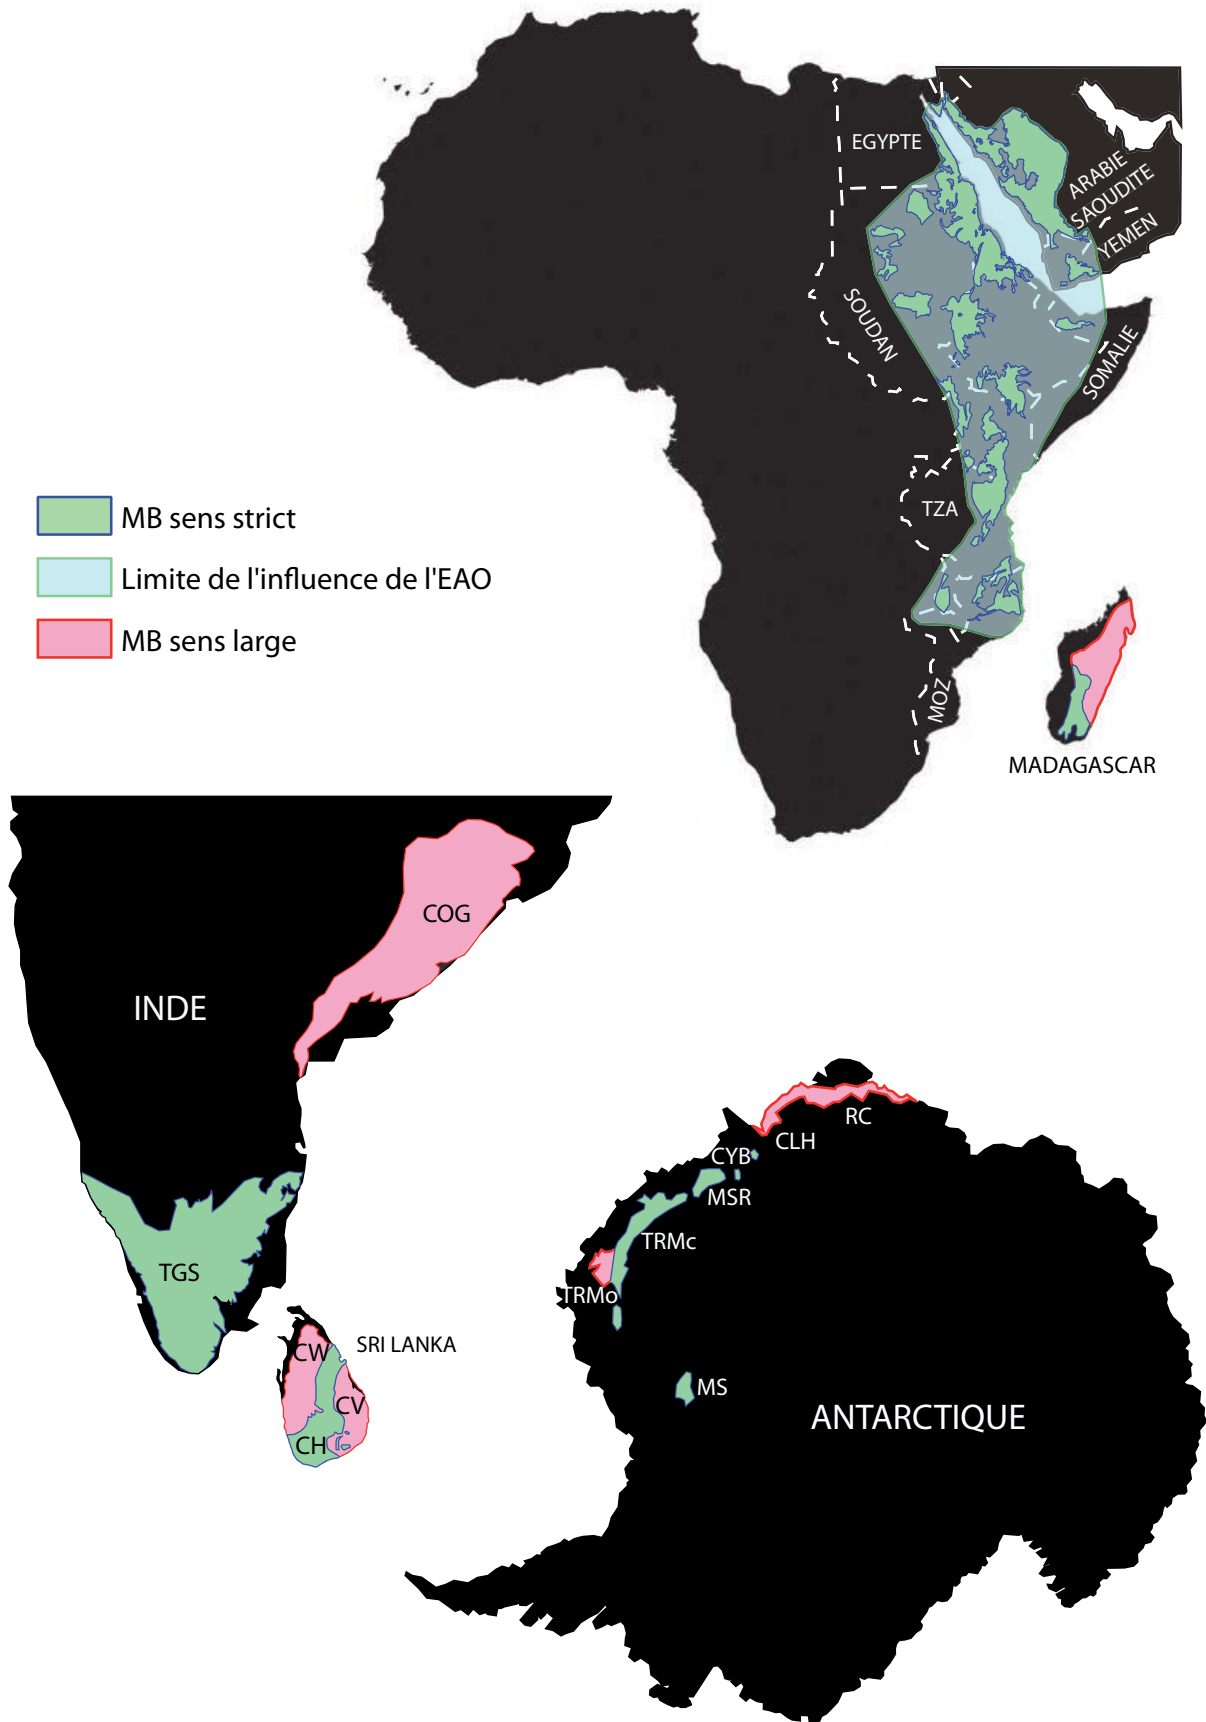 EGYPTE
ARABIE
SAOUDITE
YEMEN
SOUDAN
SOMALIE
MB sens strict
TZA
Limite de l'influence de l'EAO
MB sens large
MOZ
MADAGASCAR
COG
INDE
RC
CLH
CYB
MSR
TRMc
TGS
TRMo
SRI LANKA
CW
MS
CV
ANTARCTIQUE
CH